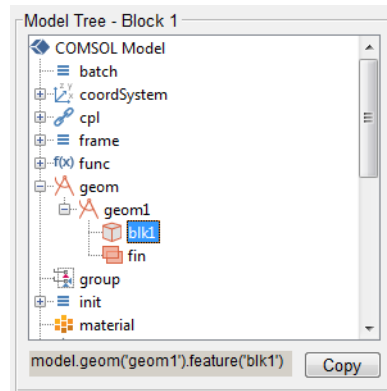 Model Tree - Block 1
COMSOL Model
batch
coordSystem
cpl
frame
f(x) func
geom
geom1
blk1
fin
group
init
material
model.geom('geom1').feature('blk1') Copy